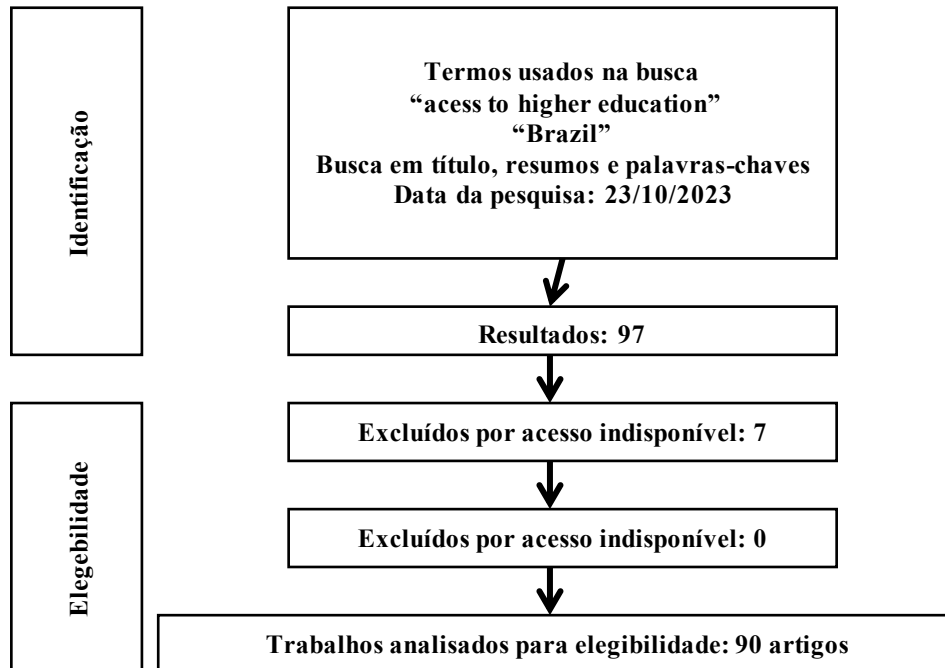 Identificação
Termos usados na busca
“acess to higher education”
“Brazil”
Busca em título, resumos e palavras-chaves
Data da pesquisa: 23/10/2023
Resultados: 97
Elegebilidade
Excluídos por acesso indisponível: 7
Excluídos por acesso indisponível: 0
Trabalhos analisados para elegibilidade: 90 artigos